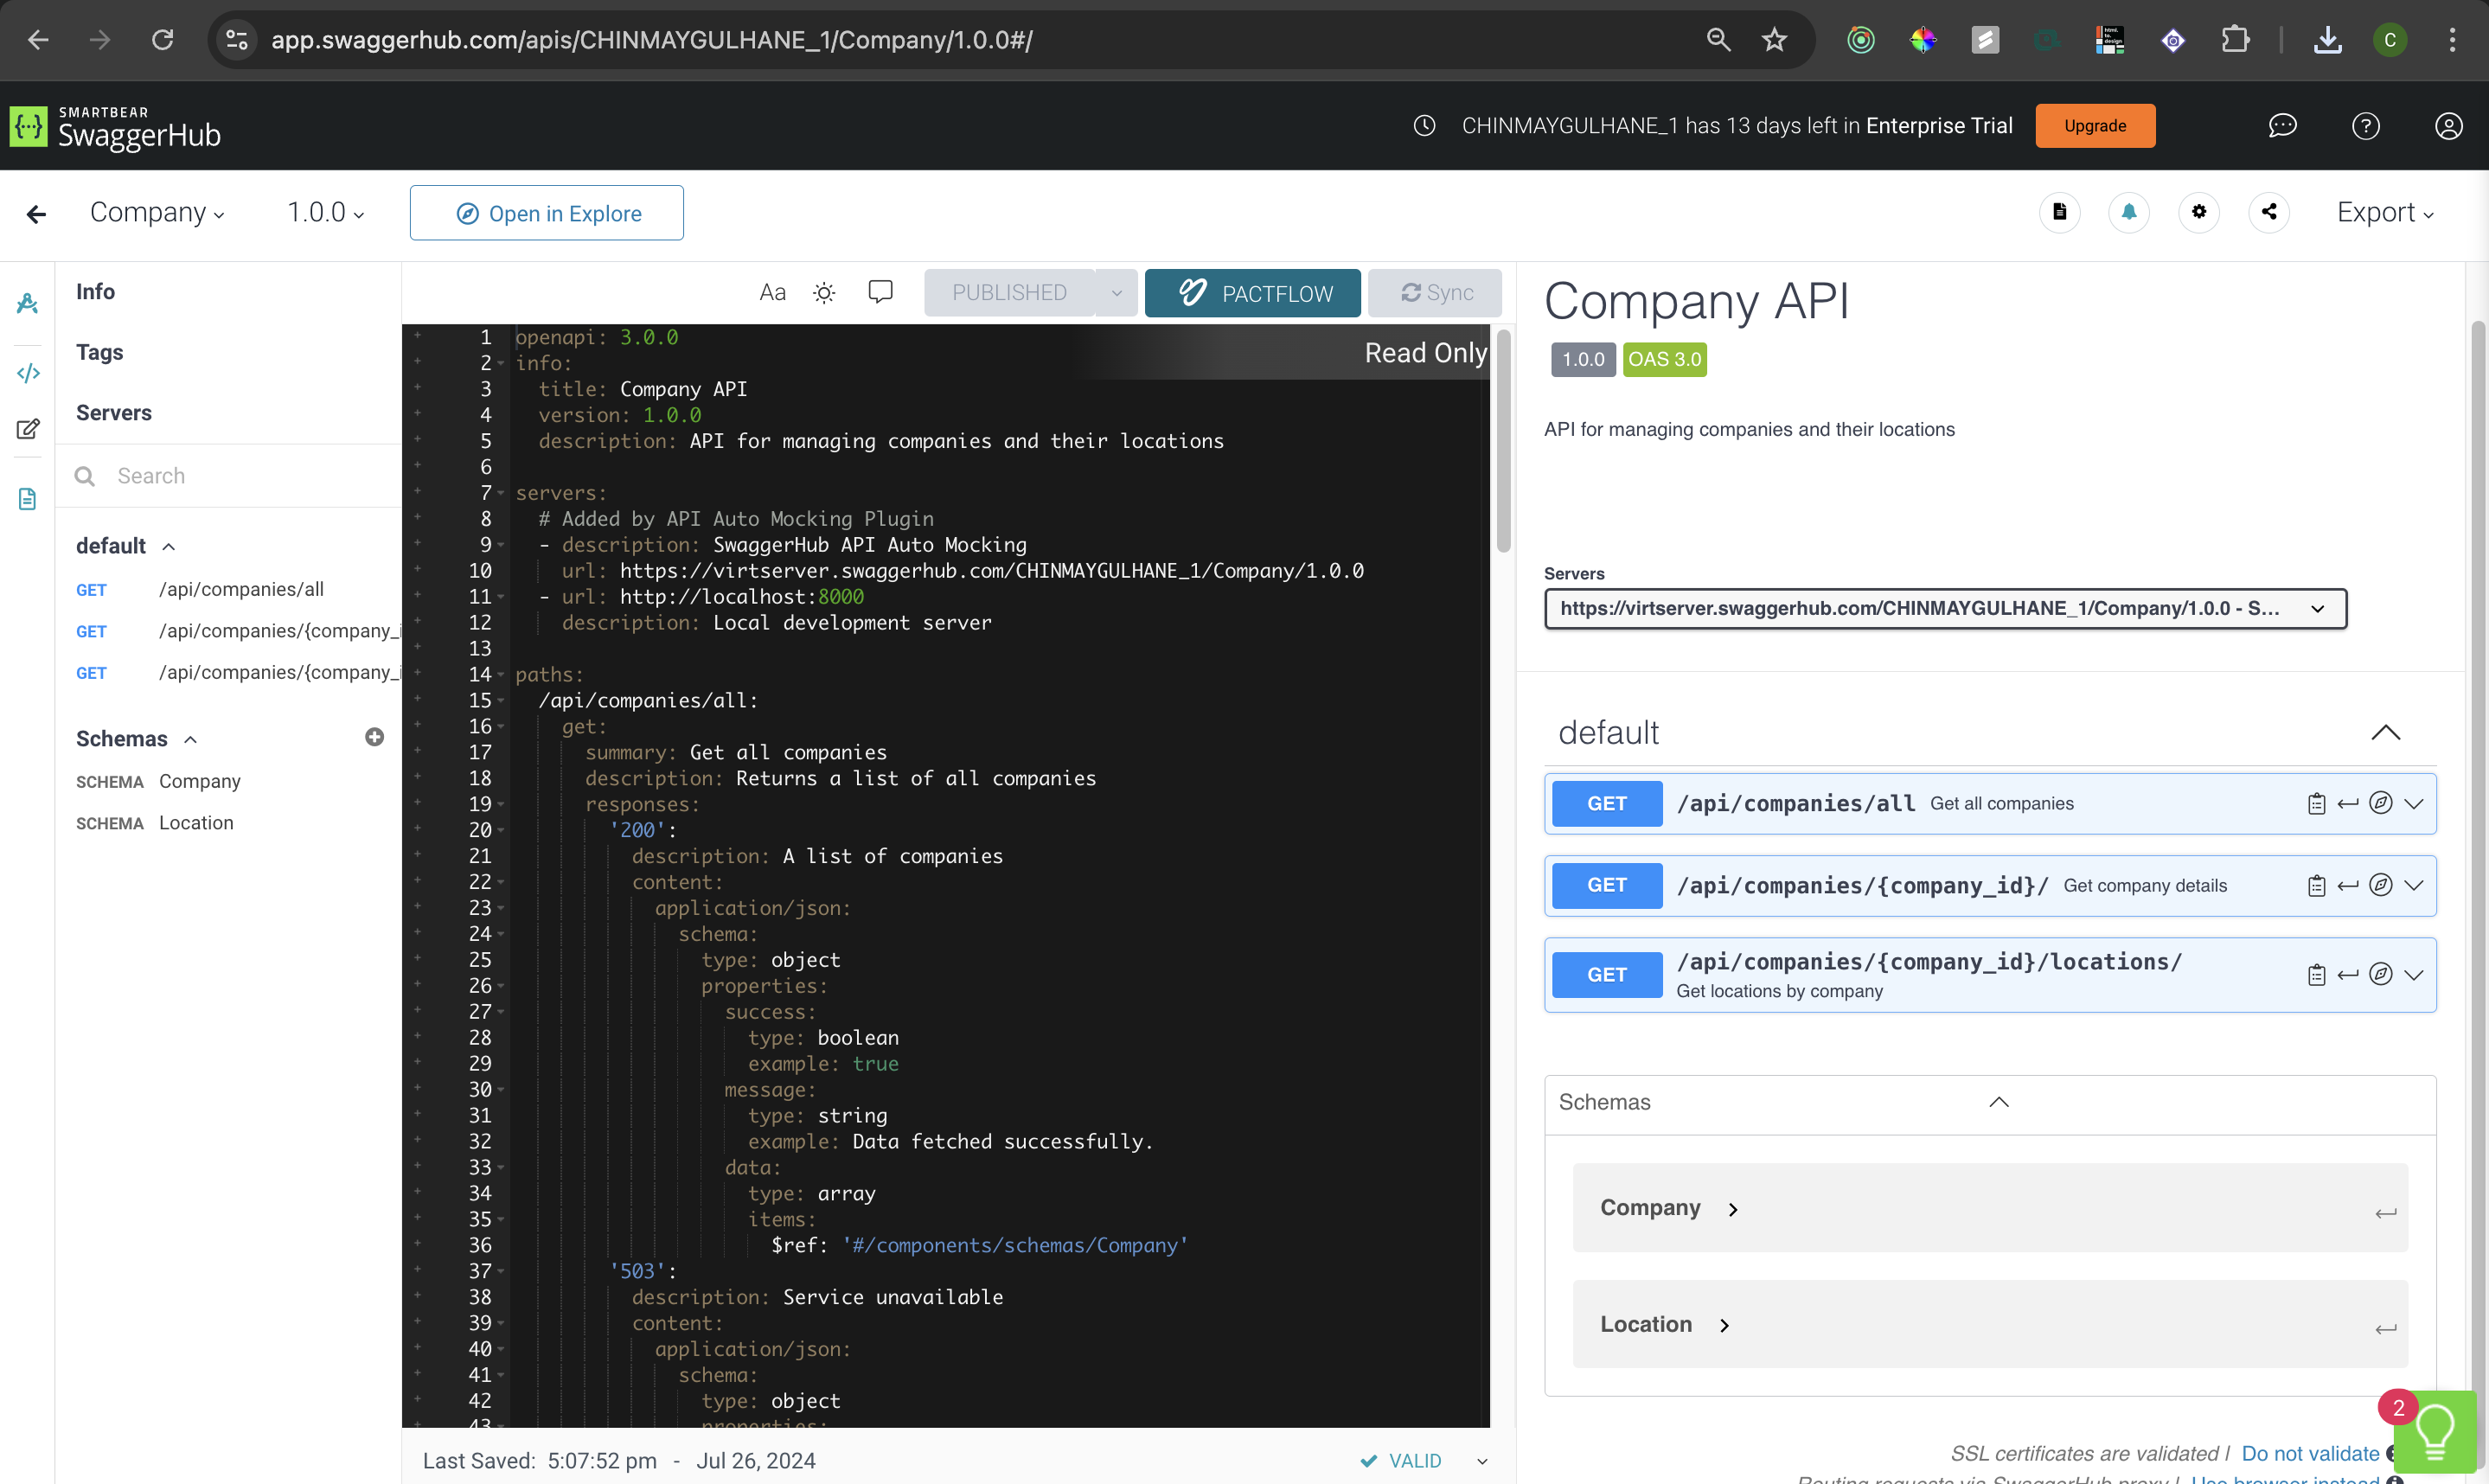 app.swaggerhub.com/apis/CHINMAYGULHANE_1/Company/1.0.0#/
C
SMARTBEAR
SwaggerHub
CHINMAYGULHANE_1 has 13 days left in Enterprise Trial
Upgrade
Company
1.0.0
Open in Explore
Export
Info
Tags
Servers
Search
default
GET /api/companies/all
GET /api/companies/{company_i
GET /api/companies/{company_i
Schemas
SCHEMA Company
SCHEMA Location
Aa
PUBLISHED
PACTFLOW
Sync
Read Only
1 openapi: 3.0.0
2 info:
3 title: Company API
4 version: 1.0.0
5 description: API for managing companies and their locations
6
7 servers:
8 # Added by API Auto Mocking Plugin
9 - description: SwaggerHub API Auto Mocking
10 url: https://virtserver.swaggerhub.com/CHINMAYGULHANE_1/Company/1.0.0
11 - url: http://localhost:8000
12 description: Local development server
13
14 paths:
15 /api/companies/all:
16 get:
17 summary: Get all companies
18 description: Returns a list of all companies
19 responses:
20 '200':
21 description: A list of companies
22 content:
23 application/json:
24 schema:
25 type: object
26 properties:
27 success:
28 type: boolean
29 example: true
30 message:
31 type: string
32 example: Data fetched successfully.
33 data:
34 type: array
35 items:
36 $ref: '#/components/schemas/Company'
37 '503':
38 description: Service unavailable
39 content:
40 application/json:
41 schema:
42 type: object
43 properties:
Last Saved: 5:07:52 pm - Jul 26, 2024
VALID
Company API
1.0.0 OAS 3.0
API for managing companies and their locations
Servers
https://virtserver.swaggerhub.com/CHINMAYGULHANE_1/Company/1.0.0 - S...
default
GET /api/companies/all Get all companies
GET /api/companies/{company_id}/ Get company details
GET /api/companies/{company_id}/locations/
Get locations by company
Schemas
Company
Location
2
SSL certificates are validated | Do not validate
Routing requests via SwaggerHub proxy | Use browser instead